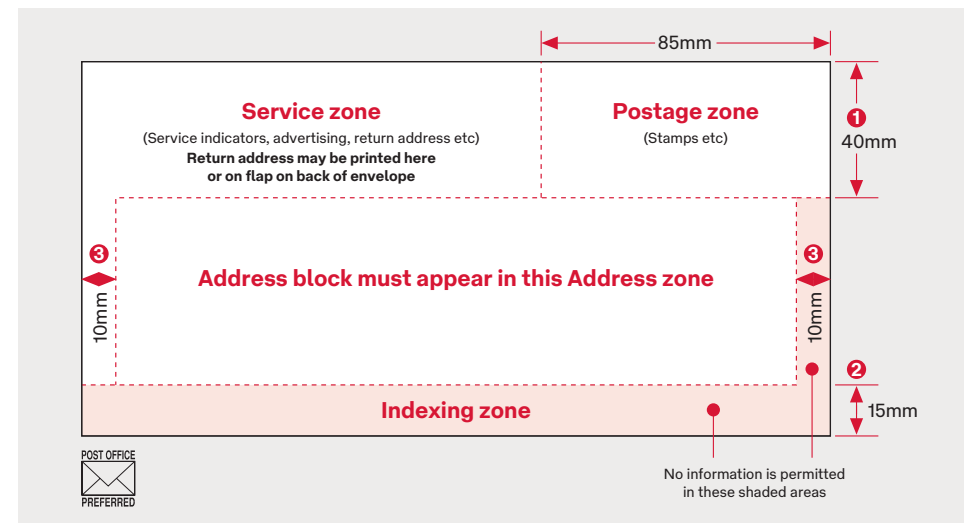 85mm
Service zone
(Service indicators, advertising, return address etc)
Return address may be printed here
or on flap on back of envelope
Postage zone
(Stamps etc)
1
40mm
3
10mm
Address block must appear in this Address zone
3
10mm
2
15mm
Indexing zone
No information is permitted
in these shaded areas
POST OFFICE
PREFERRED